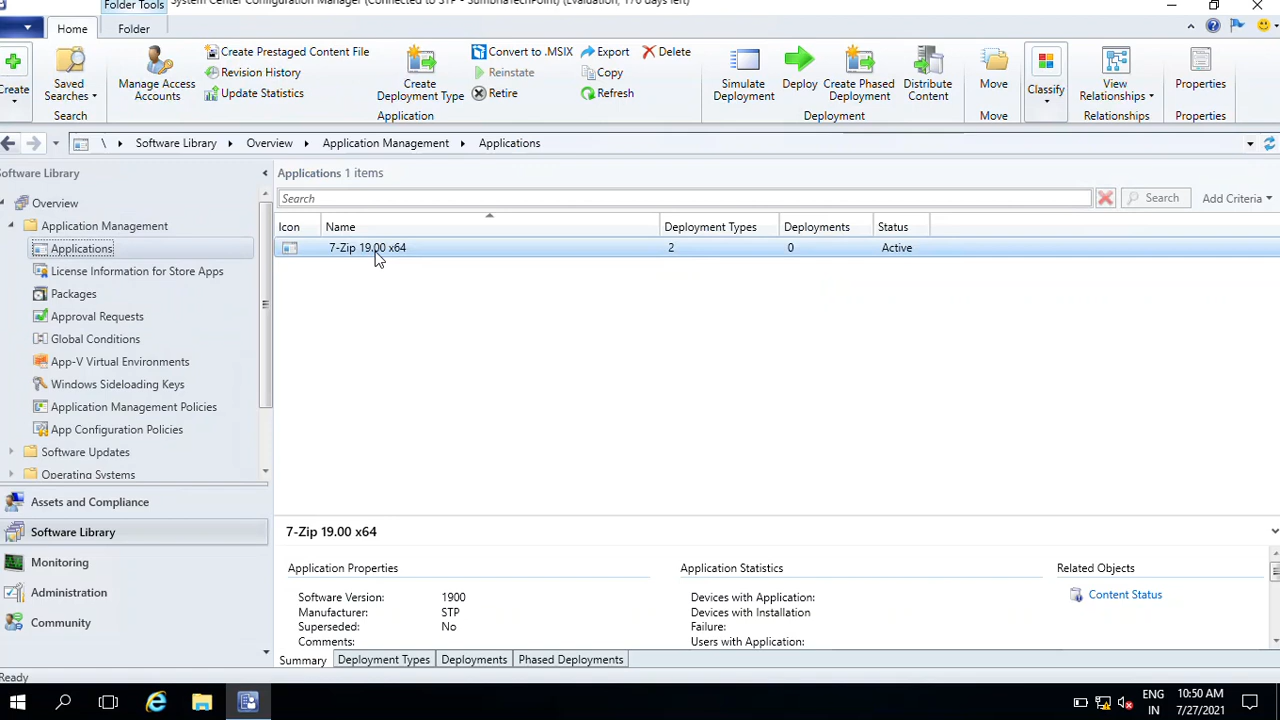 Folder Tools
System Center Configuration Manager (Connected to STP - SumonaTechPoint) (Evaluation, 170 days left)
Home
Folder
Create
Saved Searches
Search
Manage Access Accounts
Create Prestaged Content File
Revision History
Update Statistics
Create Deployment Type
Convert to .MSIX
Reinstate
Retire
Export
Copy
Refresh
Delete
Application
Simulate Deployment
Deploy
Create Phased Deployment
Distribute Content
Deployment
Move
Move
Classify
View Relationships
Relationships
Properties
Properties
\ Software Library Overview Application Management Applications
Software Library
Overview
Application Management
Applications
License Information for Store Apps
Packages
Approval Requests
Global Conditions
App-V Virtual Environments
Windows Sideloading Keys
Application Management Policies
App Configuration Policies
Software Updates
Operating Systems
Assets and Compliance
Software Library
Monitoring
Administration
Community
Applications 1 items
Search
Search
Add Criteria
Icon Name Deployment Types Deployments Status
7-Zip 19.00 x64 2 0 Active
7-Zip 19.00 x64
Application Properties
Software Version: 1900
Manufacturer: STP
Superseded: No
Comments:
Application Statistics
Devices with Application:
Devices with Installation
Failure:
Users with Application:
Related Objects
Content Status
Summary Deployment Types Deployments Phased Deployments
Ready
ENG
IN
10:50 AM
7/27/2021